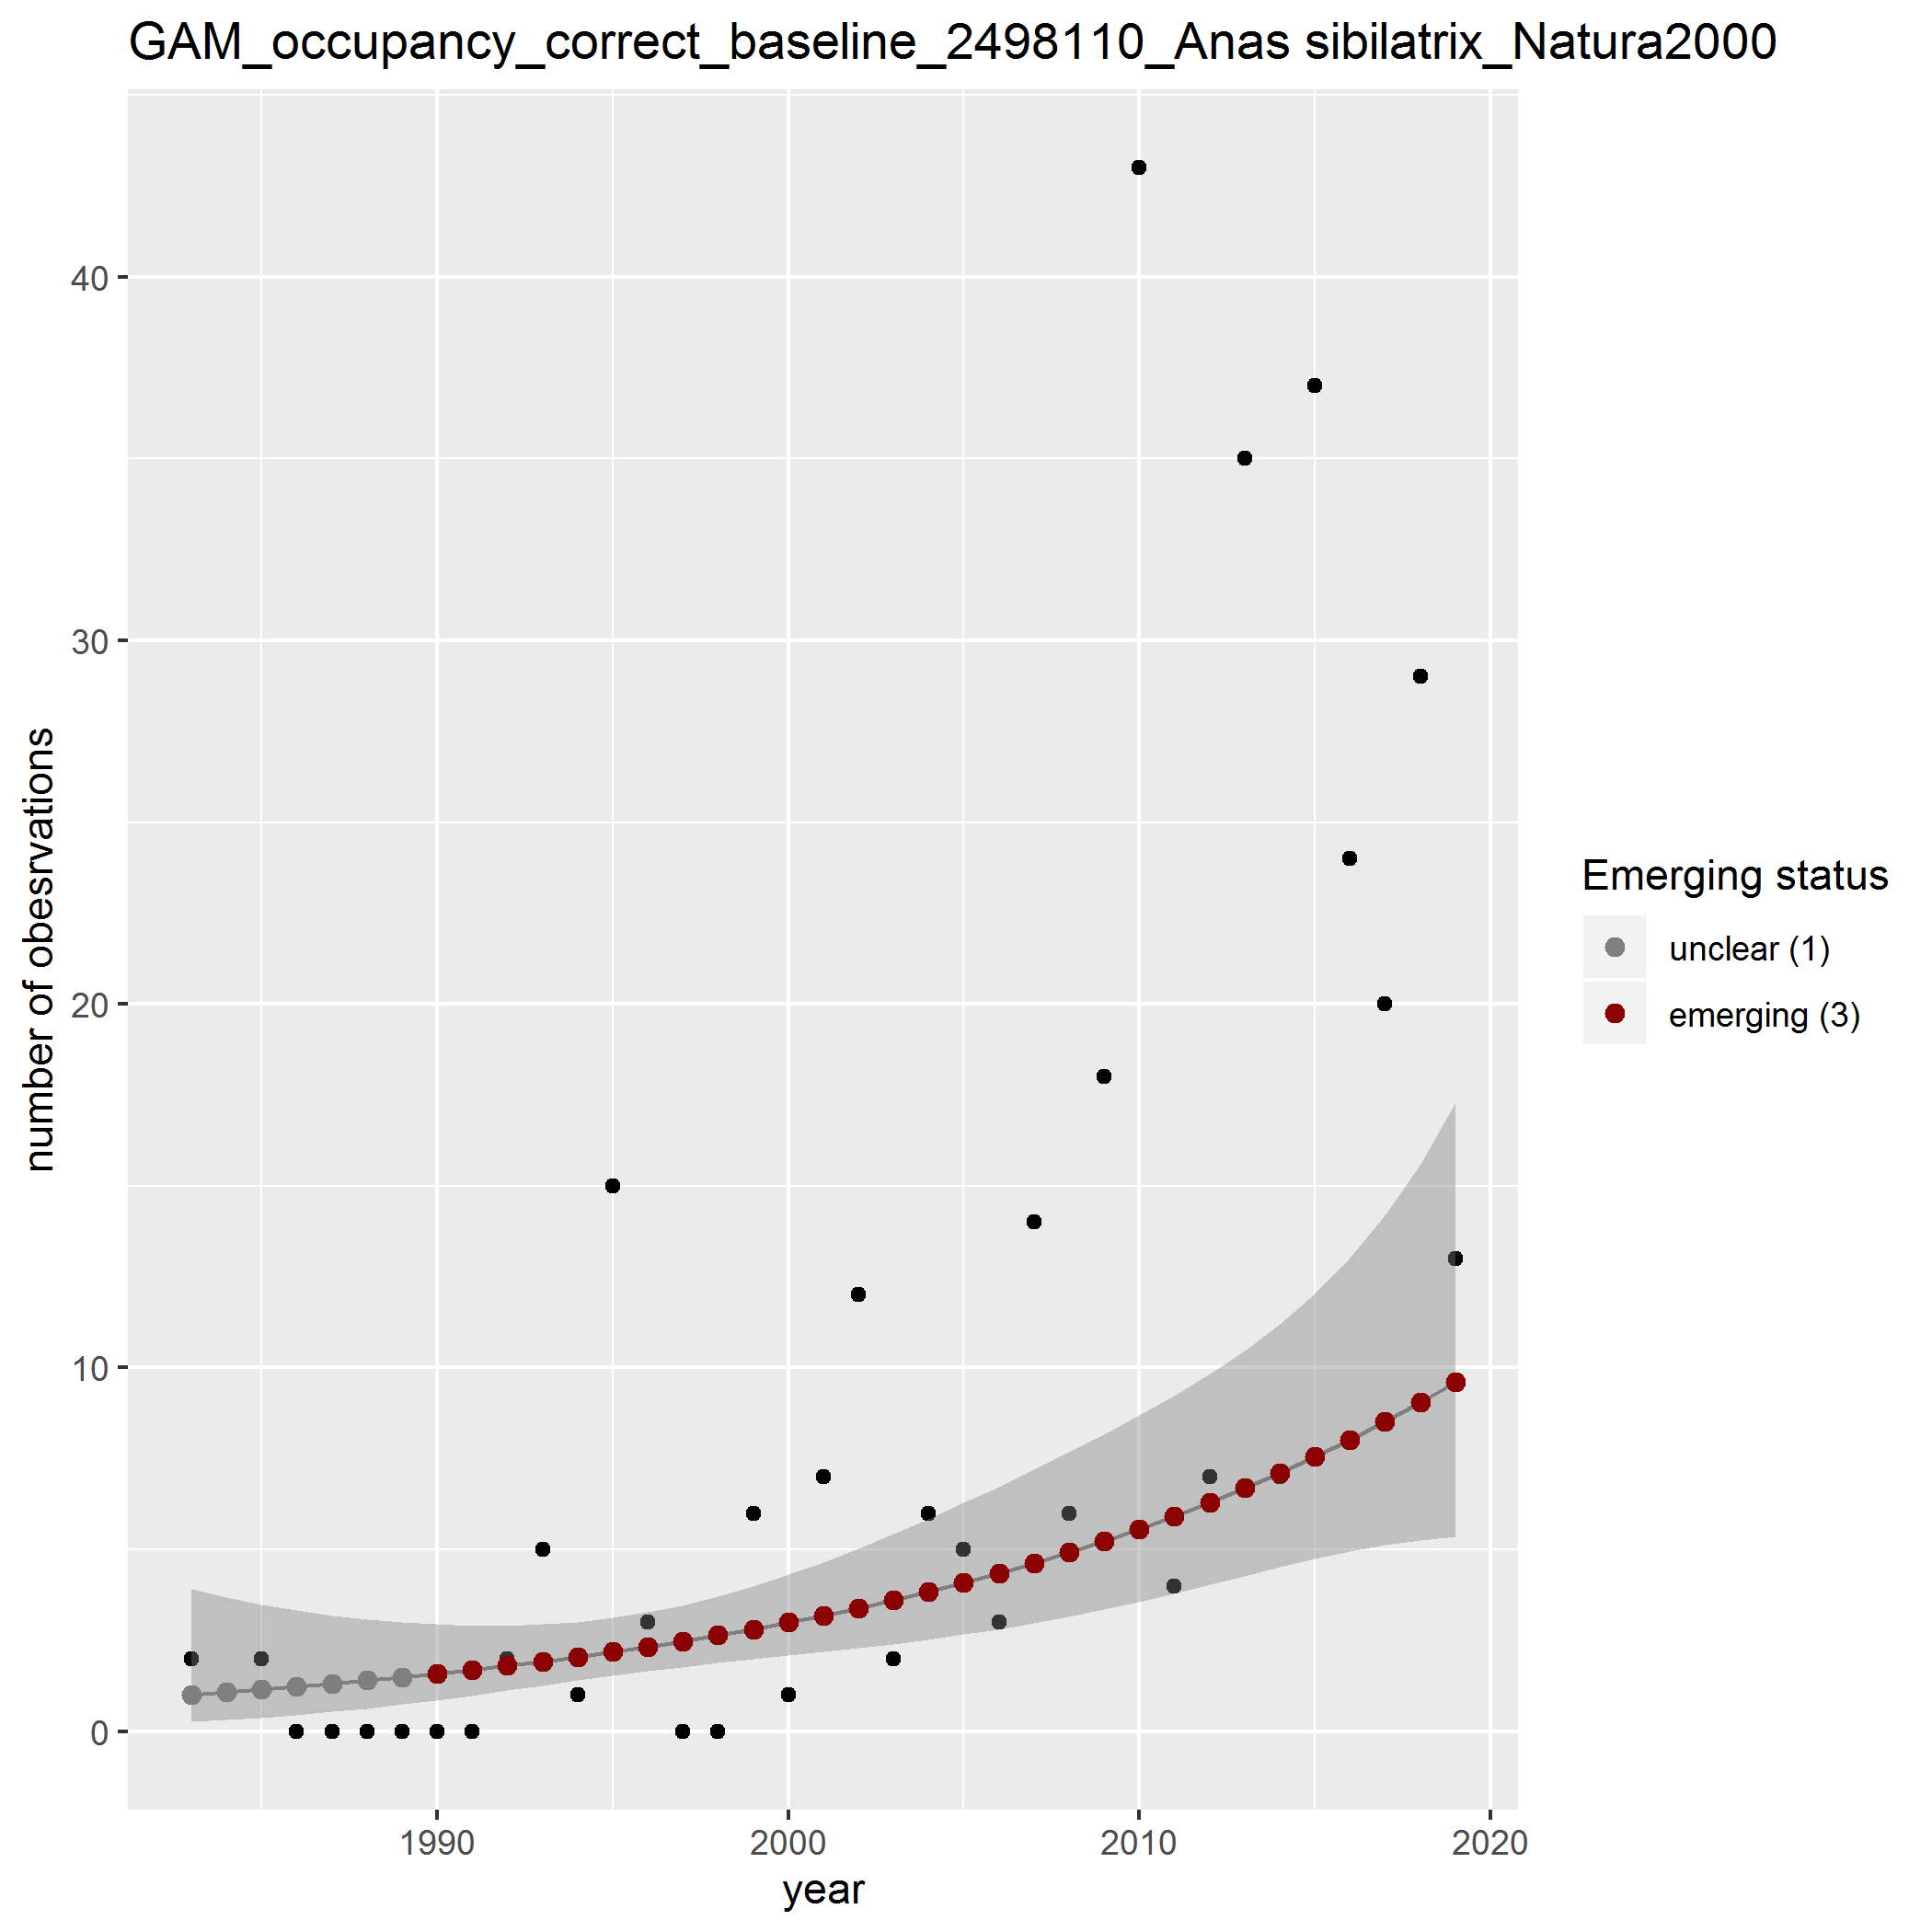 GAM_occupancy_correct_baseline_2498110_Anas sibilatrix_Natura2000
number of obesrvations
40
30
20
10
0
1990
2000
2010
2020
year
Emerging status
unclear (1)
emerging (3)